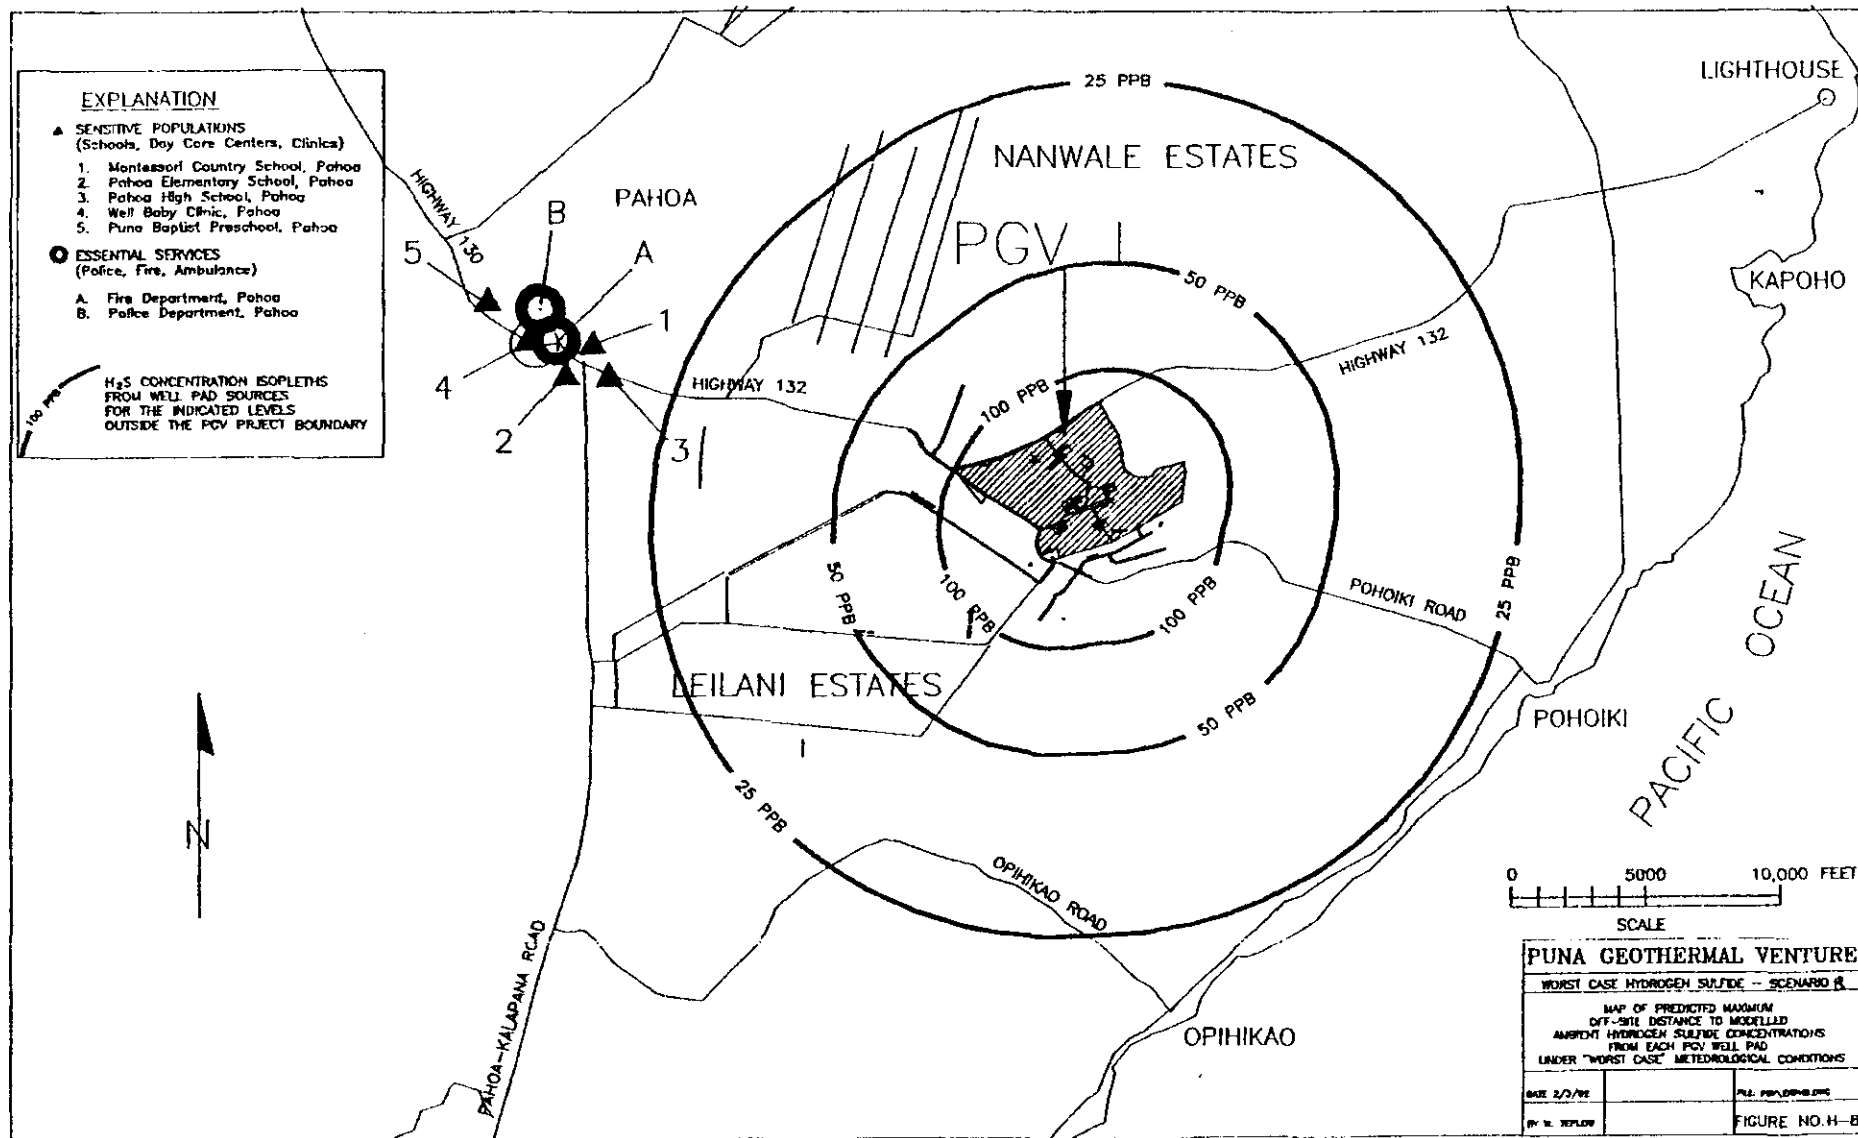 EXPLANATION
SENSITIVE POPULATIONS
(Schools, Day Care Centers, Clinics)
1. Montessori Country School, Pahoa
2. Pahoa Elementary School, Pahoa
3. Pahoa High School, Pahoa
4. Well Baby Clinic, Pahoa
5. Puna Baptist Preschool, Pahoa
ESSENTIAL SERVICES
(Police, Fire, Ambulance)
A. Fire Department, Pahoa
B. Police Department, Pahoa
100 PPB
H₂S CONCENTRATION ISOPLETHS
FROM WELL PAD SOURCES
FOR THE INDICATED LEVELS
OUTSIDE THE PGV PRJECT BOUNDARY
25 PPB
LIGHTHOUSE
NANWALE ESTATES
PAHOA
HIGHWAY 130
B
A
5
PGV
50 PPB
KAPOHO
1
4
HIGHWAY 132
HIGHWAY 132
100 PPB
2
3
50 PPB
100 PPB
100 PPB
POHOIKI ROAD
25 PPB
LEILANI ESTATES
50 PPB
POHOIKI
PACIFIC OCEAN
25 PPB
N
OPIHIKAO ROAD
PAHOA-KALAPANA ROAD
OPIHIKAO
0 5000 10,000 FEET
SCALE
PUNA GEOTHERMAL VENTURE
WORST CASE HYDROGEN SULFIDE -- SCENARIO
MAP OF PREDICTED MAXIMUM
OFF-SITE DISTANCE TO MODELLED
AMBIENT HYDROGEN SULFIDE CONCENTRATIONS
FROM EACH PGV WELL PAD
UNDER "WORST CASE" METEOROLOGICAL CONDITIONS
DATE 2/3/92
FIGURE NO. H-8